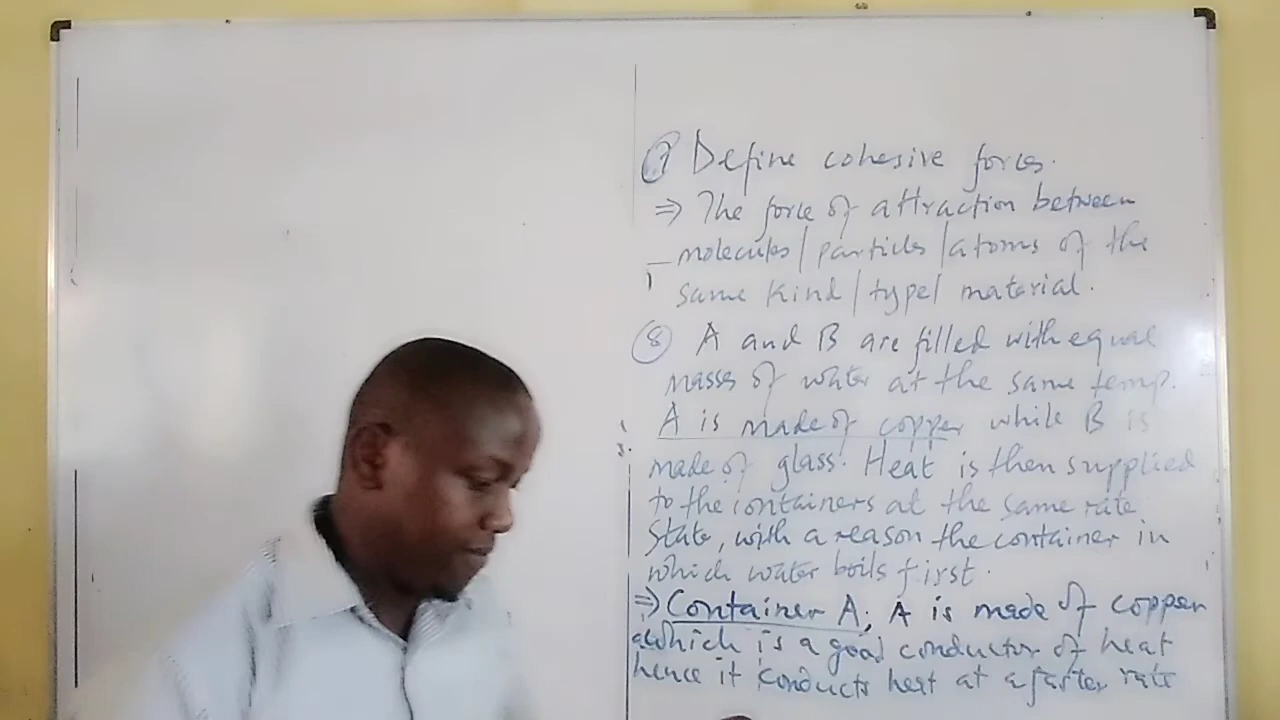 7 Define cohesive forces.
⇒ The force of attraction between
molecules/particles/atoms of the
same kind/type/material.
8 A and B are filled with equal
masses of water at the same temp.
A is made of copper while B is
made of glass. Heat is then supplied
to the containers at the same rate
State, with a reason the container in
which water boils first.
⇒ Container A; A is made of copper
which is a good conductor of heat
hence it conducts heat at a faster rate